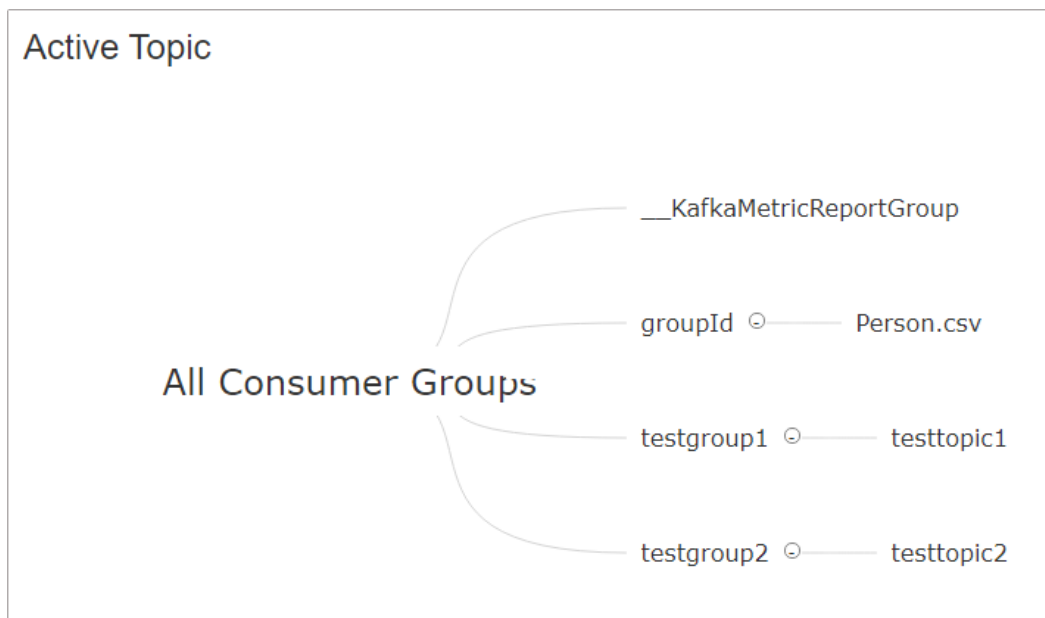 Active Topic
__KafkaMetricReportGroup
groupId - Person.csv
All Consumer Groups
testgroup1 - testtopic1
testgroup2 - testtopic2